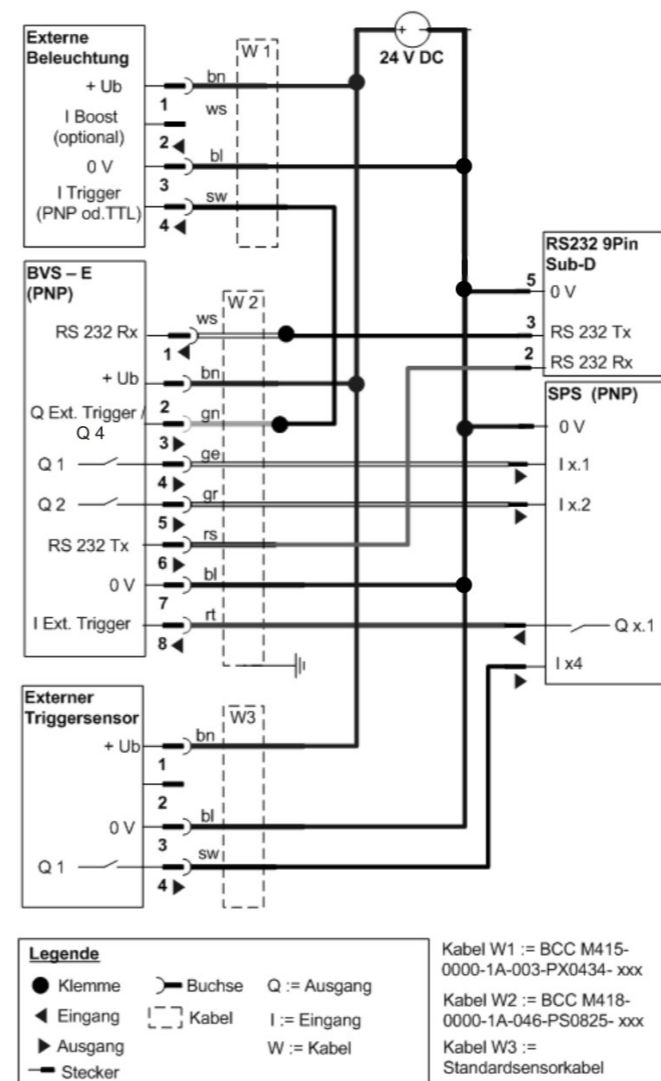 24 V DC
+ -
Externe
Beleuchtung
W 1
+ Ub
1
bn
I Boost
(optional)
2
ws
0 V
3
bl
I Trigger
(PNP od.TTL)
4
sw
BVS – E
(PNP)
W 2
RS 232 Rx
1
ws
+ Ub
2
bn
Q Ext. Trigger /
Q 4
3
gn
Q 1
4
ge
Q 2
5
gr
RS 232 Tx
6
rs
0 V
7
bl
I Ext. Trigger
8
rt
RS232 9Pin
Sub-D
5
0 V
3
RS 232 Tx
2
RS 232 Rx
SPS (PNP)
0 V
I x.1
I x.2
Q x.1
I x4
Externer
Triggersensor
W3
+ Ub
1
bn
2
0 V
3
bl
Q 1
4
sw
Legende
Klemme
Buchse
Q := Ausgang
Eingang
Kabel
I := Eingang
Ausgang
W := Kabel
Stecker
Kabel W1 := BCC M415-
0000-1A-003-PX0434- xxx
Kabel W2 := BCC M418-
0000-1A-046-PS0825- xxx
Kabel W3 :=
Standardsensorkabel